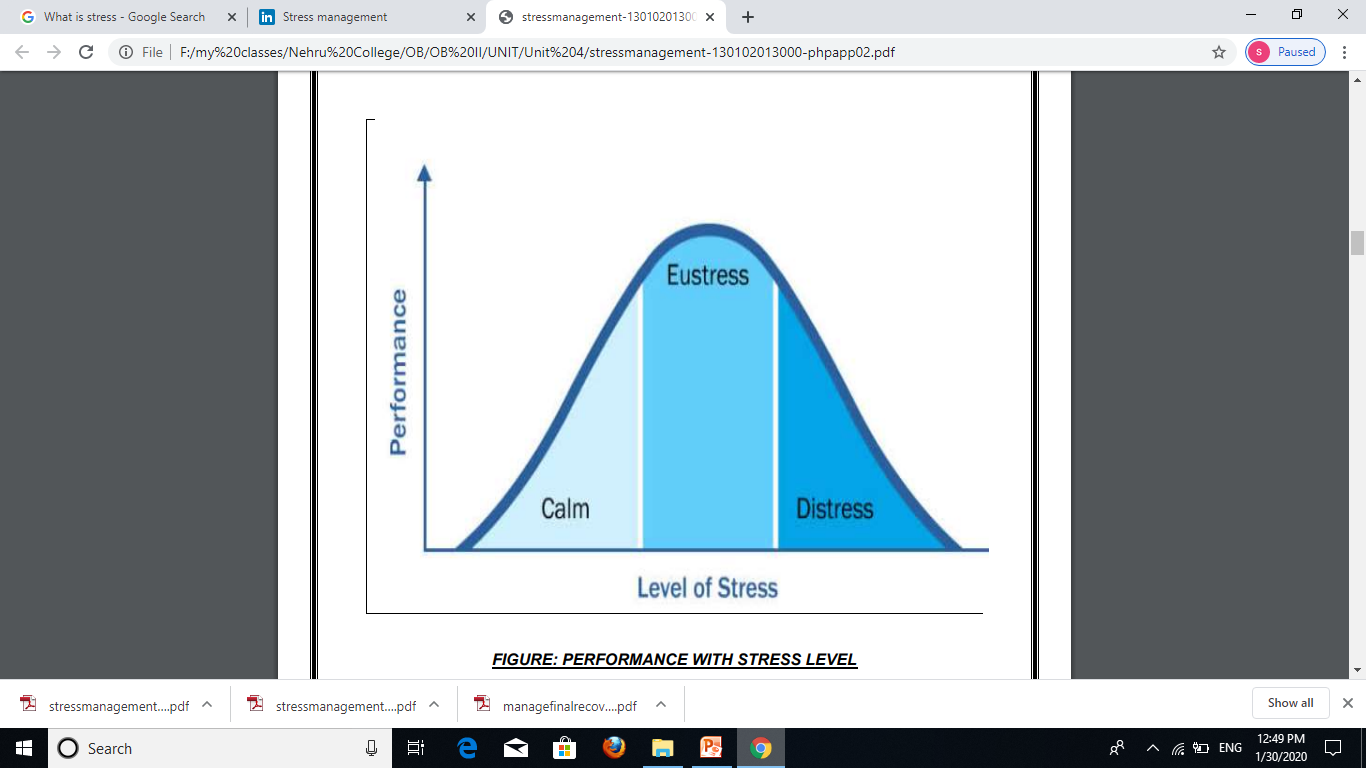 What is stress - Google Search
Stress management
stressmanagement-13010201300
File | F:/my%20classes/Nehru%20College/OB/OB%20II/UNIT/Unit%204/stressmanagement-130102013000-phpapp02.pdf
s Paused
Performance
Eustress
Calm
Distress
Level of Stress
FIGURE: PERFORMANCE WITH STRESS LEVEL
stressmanagement....pdf
stressmanagement....pdf
managefinalrecov....pdf
Show all
Search
ENG
12:49 PM
1/30/2020